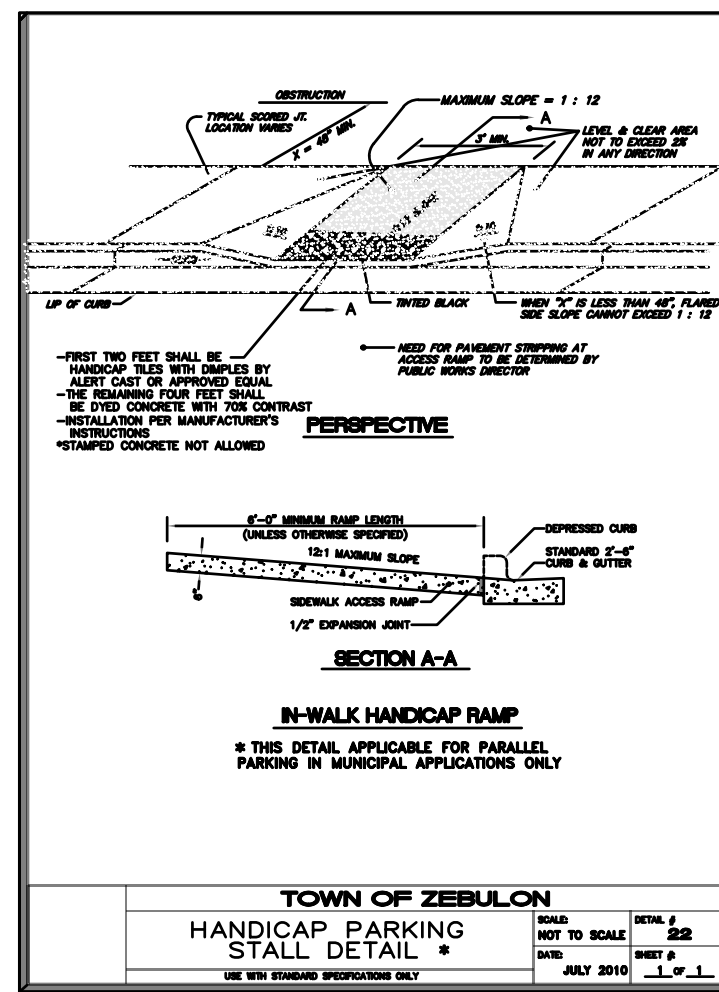 OBSTRUCTION
MAXIMUM SLOPE = 1 : 12
TYPICAL SCORED JT.
LOCATION VARIES
X = 48" MIN.
A
3' MIN.
LEVEL & CLEAR AREA
NOT TO EXCEED 2%
IN ANY DIRECTION
LIP OF CURB
A
TINTED BLACK
WHEN "X" IS LESS THAN 48", FLARED
SIDE SLOPE CANNOT EXCEED 1 : 12
-FIRST TWO FEET SHALL BE
HANDICAP TILES WITH DIMPLES BY
ALERT CAST OR APPROVED EQUAL
-THE REMAINING FOUR FEET SHALL
BE DYED CONCRETE WITH 70% CONTRAST
-INSTALLATION PER MANUFACTURER'S
INSTRUCTIONS
*STAMPED CONCRETE NOT ALLOWED
NEED FOR PAVEMENT STRIPPING AT
ACCESS RAMP TO BE DETERMINED BY
PUBLIC WORKS DIRECTOR
PERSPECTIVE
6'-0" MINIMUM RAMP LENGTH
(UNLESS OTHERWISE SPECIFIED)
12:1 MAXIMUM SLOPE
DEPRESSED CURB
STANDARD 2'-6"
CURB & GUTTER
6"
SIDEWALK ACCESS RAMP
1/2" EXPANSION JOINT
SECTION A-A
IN-WALK HANDICAP RAMP
* THIS DETAIL APPLICABLE FOR PARALLEL
PARKING IN MUNICIPAL APPLICATIONS ONLY
TOWN OF ZEBULON
HANDICAP PARKING
STALL DETAIL *
USE WITH STANDARD SPECIFICATIONS ONLY
SCALE:
NOT TO SCALE
DETAIL #
22
DATE:
JULY 2010
SHEET #:
1 OF 1